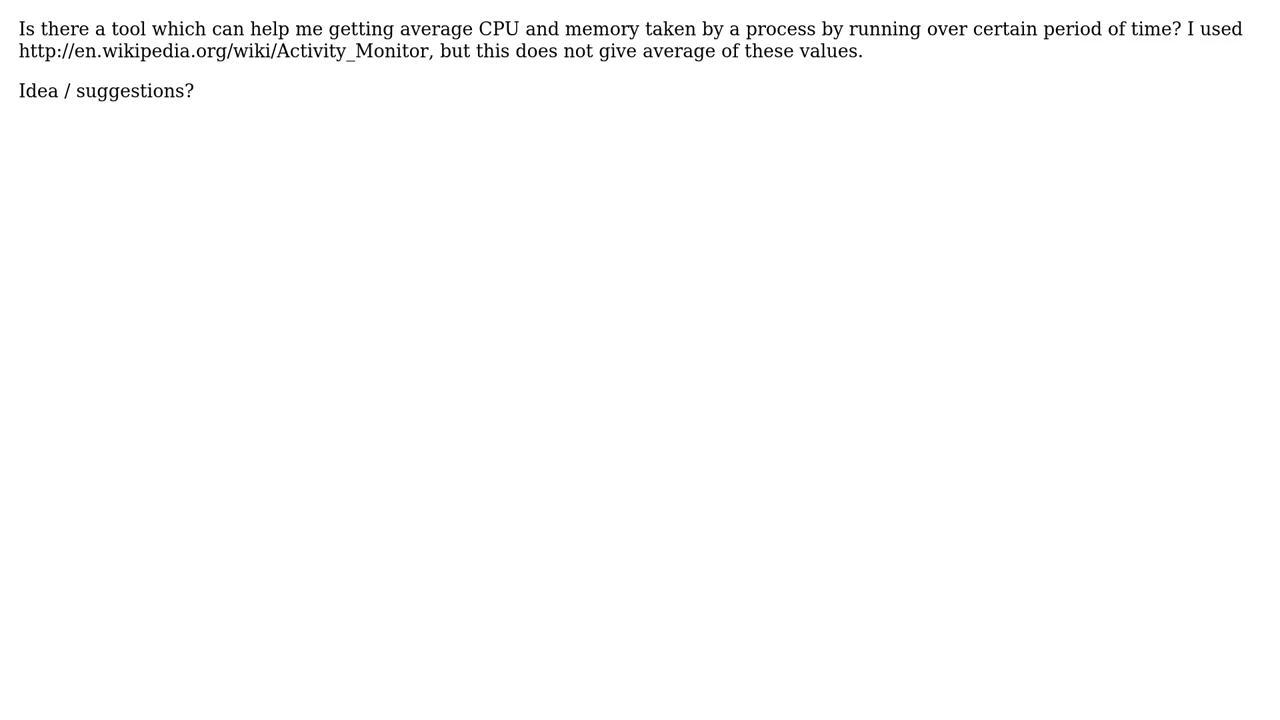 Is there a tool which can help me getting average CPU and memory taken by a process by running over certain period of time? I used
http://en.wikipedia.org/wiki/Activity_Monitor, but this does not give average of these values.
Idea / suggestions?